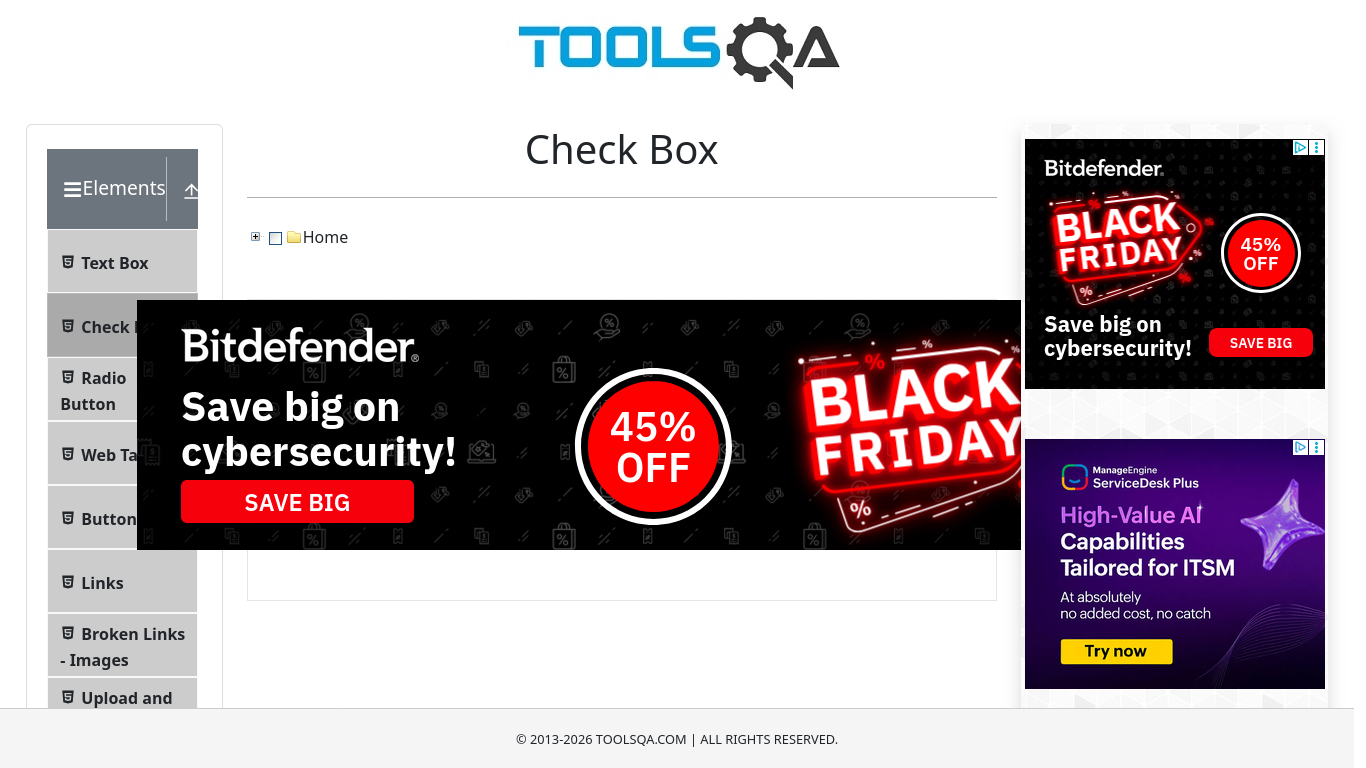 TOOLSQA
Elements
Text Box
Check
Radio
Button
Web Ta
Button
Links
Broken Links
- Images
Upload and
Check Box
Home
Bitdefender®
Save big on
cybersecurity!
SAVE BIG
45%
OFF
BLACK
FRIDAY
Bitdefender
BLACK
FRIDAY
45%
OFF
Save big on
cybersecurity!
SAVE BIG
ManageEngine
ServiceDesk Plus
High-Value AI
Capabilities
Tailored for ITSM
At absolutely
no added cost, no catch
Try now
© 2013-2026 TOOLSQA.COM | ALL RIGHTS RESERVED.